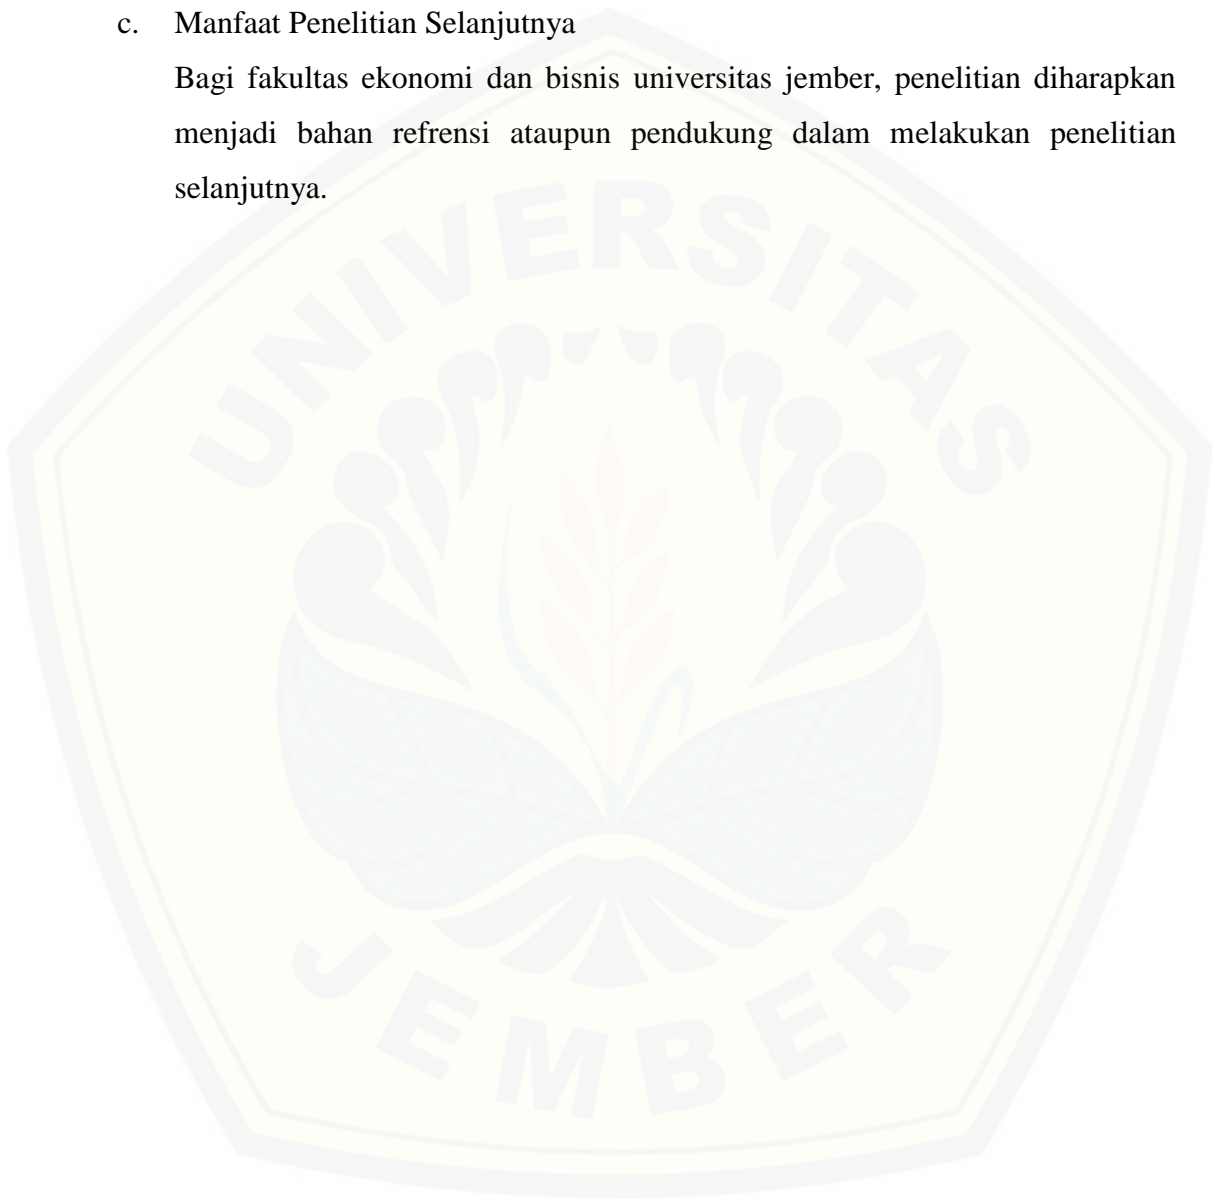 c. Manfaat Penelitian Selanjutnya
Bagi fakultas ekonomi dan bisnis universitas jember, penelitian diharapkan
menjadi bahan refrensi ataupun pendukung dalam melakukan penelitian
selanjutnya.
UNIVERSITAS
JEMBER